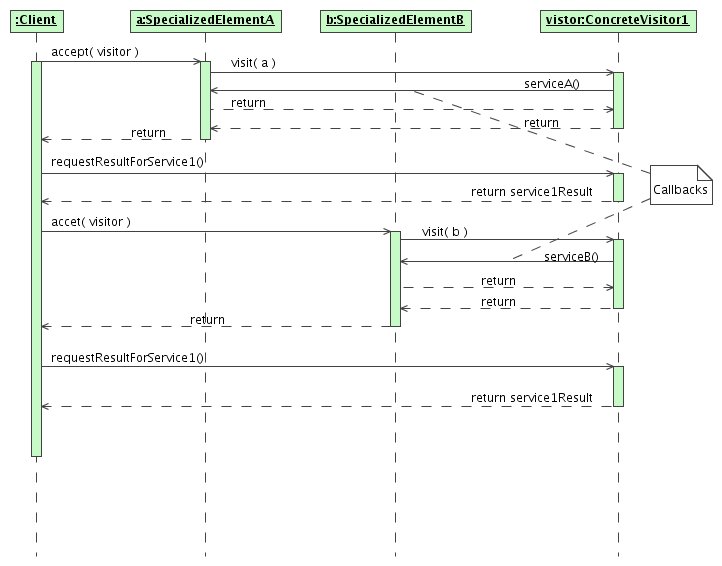 :Client
a:SpecializedElementA
b:SpecializedElementB
vistor:ConcreteVisitor1
accept( visitor )
visit( a )
serviceA()
return
return
return
requestResultForService1()
Callbacks
return service1Result
accet( visitor )
visit( b )
serviceB()
return
return
return
requestResultForService1()
return service1Result